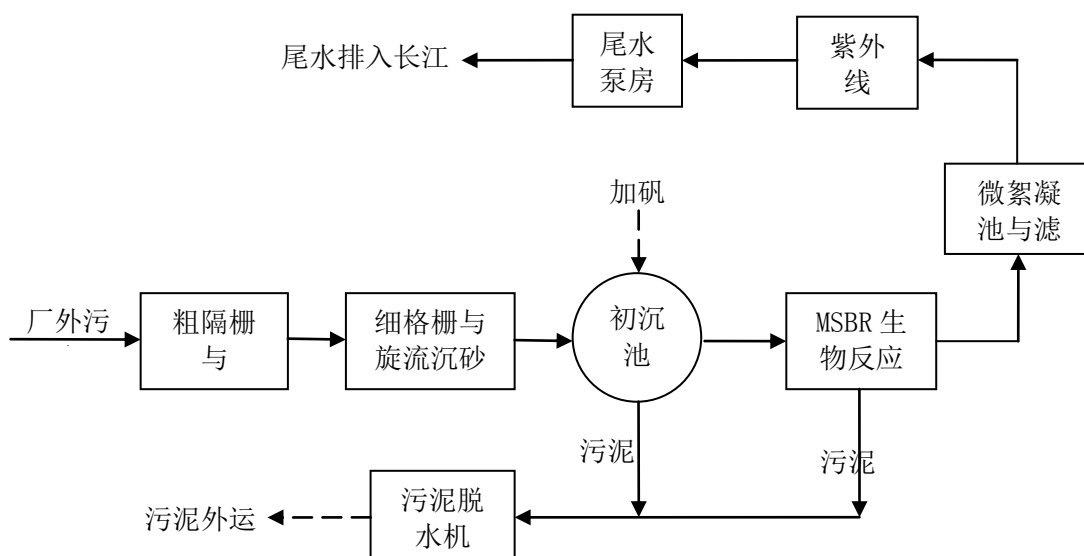 尾水排入长江
尾水
泵房
紫外
线
微絮凝
池与滤
加矾
厂外污
粗隔栅
与
细格栅与
旋流沉砂
初沉
池
MSBR 生
物反应
污泥
污泥
污泥外运
污泥脱
水机